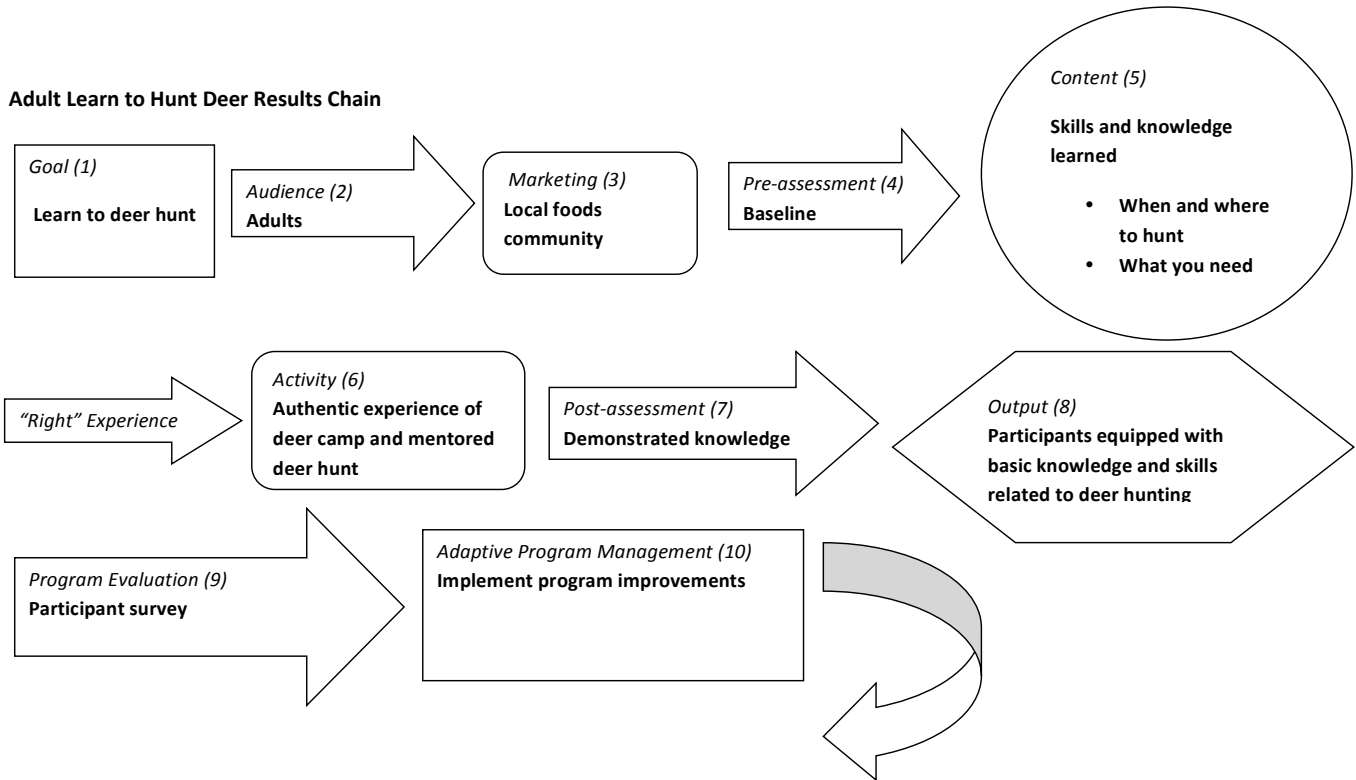 Adult Learn to Hunt Deer Results Chain
Goal (1)
Learn to deer hunt
Audience (2)
Adults
Marketing (3)
Local foods
community
Pre-assessment (4)
Baseline
Content (5)
Skills and knowledge
learned
• When and where
to hunt
• What you need
“Right” Experience
Activity (6)
Authentic experience of
deer camp and mentored
deer hunt
Post-assessment (7)
Demonstrated knowledge
Output (8)
Participants equipped with
basic knowledge and skills
related to deer hunting
Program Evaluation (9)
Participant survey
Adaptive Program Management (10)
Implement program improvements